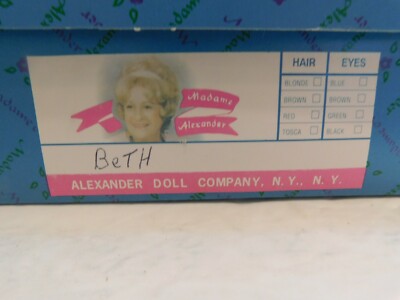 Madame
Alexander
HAIR EYES
BLONDE BLUE
BROWN BROWN
RED GREEN
TOSCA BLACK
BeTH
ALEXANDER DOLL COMPANY, N.Y., N.Y.